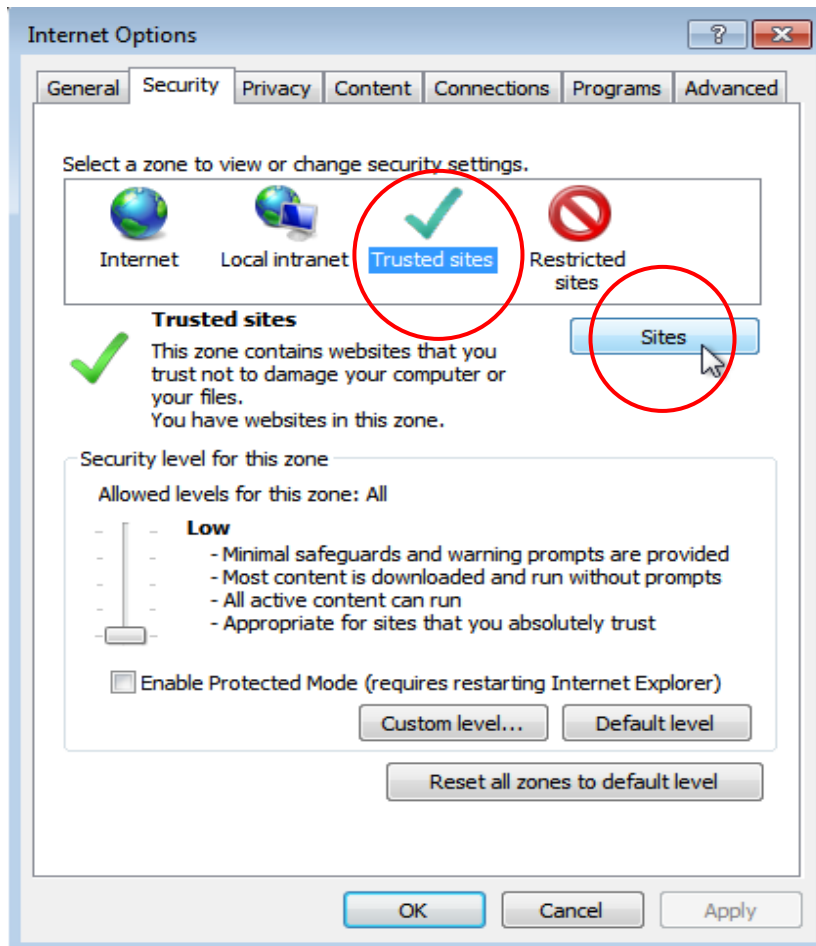 Internet Options
General Security Privacy Content Connections Programs Advanced
Select a zone to view or change security settings.
Internet Local intranet Trusted sites Restricted
sites
Trusted sites
Sites
This zone contains websites that you
trust not to damage your computer or
your files.
You have websites in this zone.
Security level for this zone
Allowed levels for this zone: All
Low
- Minimal safeguards and warning prompts are provided
- Most content is downloaded and run without prompts
- All active content can run
- Appropriate for sites that you absolutely trust
Enable Protected Mode (requires restarting Internet Explorer)
Custom level... Default level
Reset all zones to default level
OK Cancel Apply